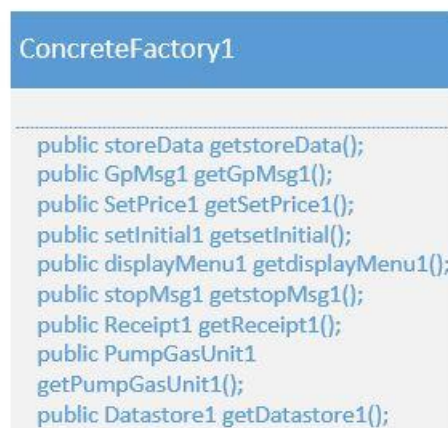 ConcreteFactory1
public storeData getstoreData();
public GpMsg1 getGpMsg1();
public SetPrice1 getSetPrice1();
public setInitial1 getsetInitial();
public displayMenu1 getdisplayMenu1();
public stopMsg1 getstopMsg1();
public Receipt1 getReceipt1();
public PumpGasUnit1
getPumpGasUnit1();
public Datastore1 getDatastore1();